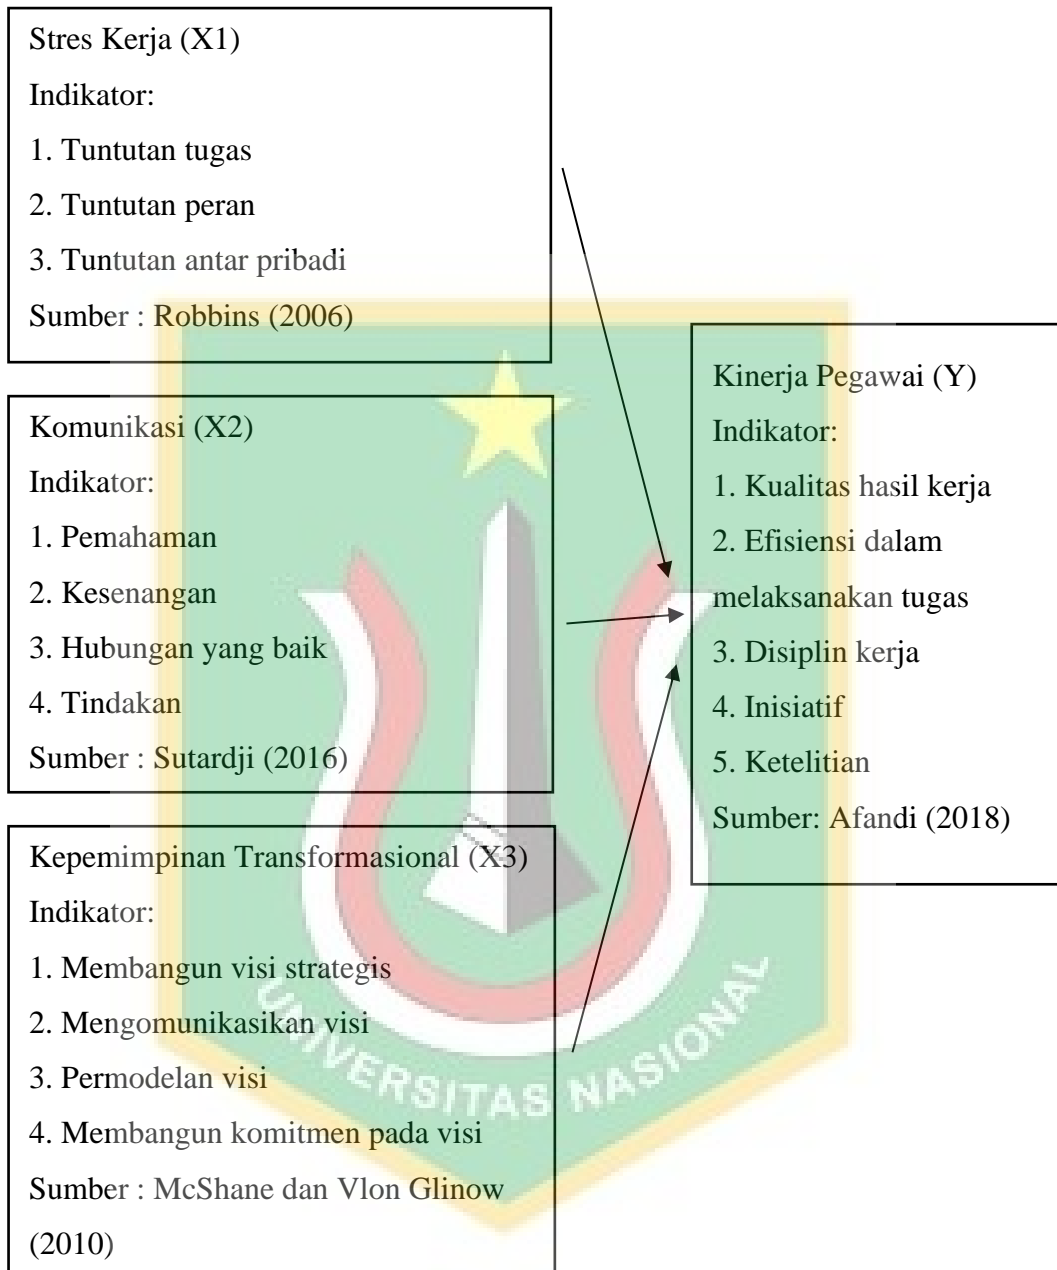 Stres Kerja (X1)
Indikator:
1. Tuntutan tugas
2. Tuntutan peran
3. Tuntutan antar pribadi
Sumber : Robbins (2006)
Komunikasi (X2)
Indikator:
1. Pemahaman
2. Kesenangan
3. Hubungan yang baik
4. Tindakan
Sumber : Sutardji (2016)
Kepemimpinan Transformasional (X3)
Indikator:
1. Membangun visi strategis
2. Mengomunikasikan visi
3. Permodelan visi
4. Membangun komitmen pada visi
Sumber : McShane dan Vlon Glinow
(2010)
Kinerja Pegawai (Y)
Indikator:
1. Kualitas hasil kerja
2. Efisiensi dalam
melaksanakan tugas
3. Disiplin kerja
4. Inisiatif
5. Ketelitian
Sumber: Afandi (2018)
UNIVERSITAS NASIONAL